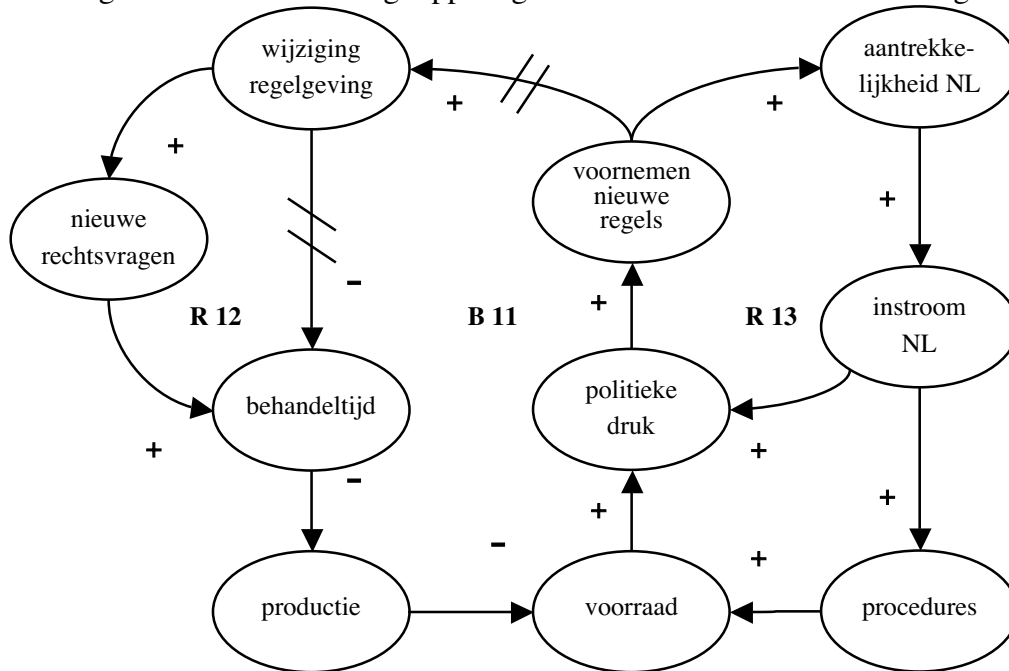 wijziging
regelgeving
aantrekke-
lijkheid NL
+
+
+
voornemen
nieuwe
regels
+
nieuwe
rechtsvragen
-
R 12
B 11
+
R 13
instroom
NL
behandeltijd
politieke
druk
+
+
-
+
+
-
+
productie
voorraad
procedures